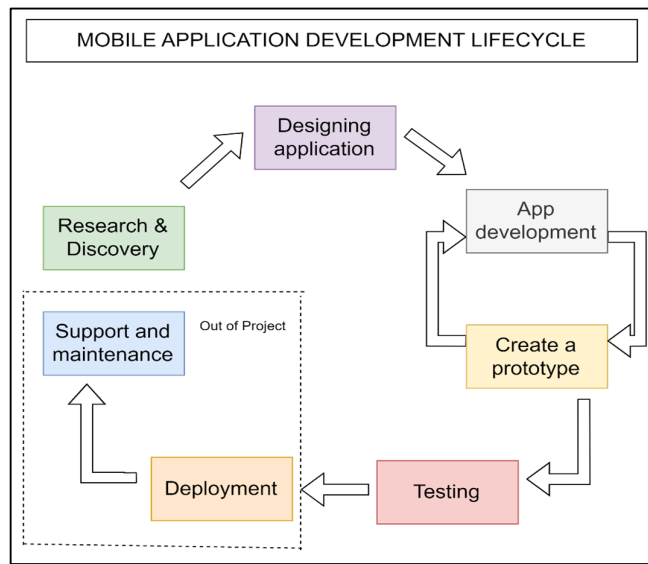 MOBILE APPLICATION DEVELOPMENT LIFECYCLE
Designing
application
App
development
Research &
Discovery
Support and
maintenance
Out of Project
Create a
prototype
Deployment
Testing